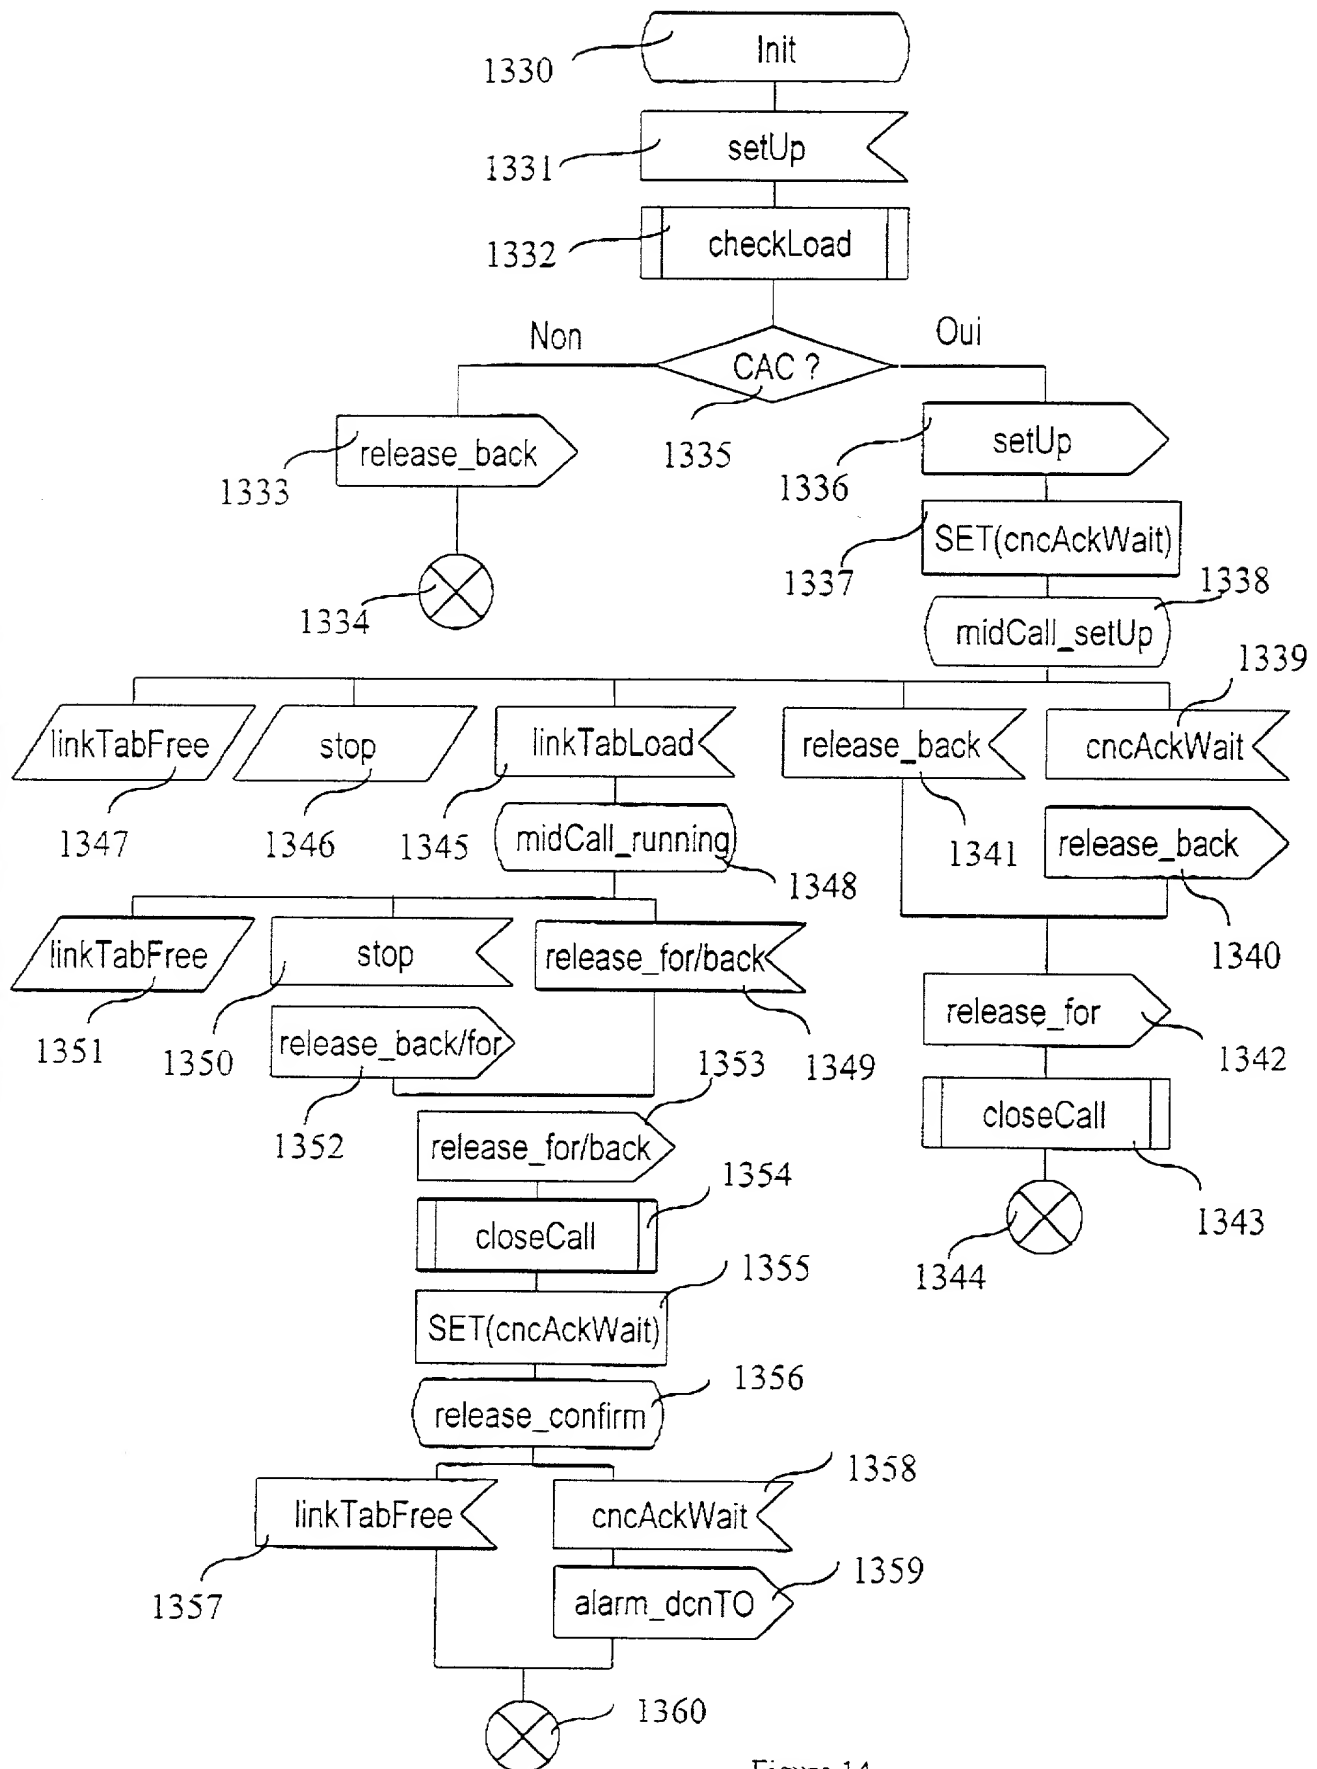 Init
1330
setUp
1331
checkLoad
1332
Non
Oui
CAC ?
1335
release_back
1333
1334
setUp
1336
SET(cncAckWait)
1337
1338
midCall_setUp
1339
linkTabFree
stop
linkTabLoad
release_back
cncAckWait
1347
1346
1345
midCall_running
1348
1341
release_back
1340
linkTabFree
stop
release_for/back
1351
1350
release_back/for
1349
1352
1353
release_for
1342
closeCall
1343
1344
release_for/back
1354
closeCall
1355
SET(cncAckWait)
1356
release_confirm
1358
linkTabFree
cncAckWait
1357
1359
alarm_dcnTO
1360
Figure 14